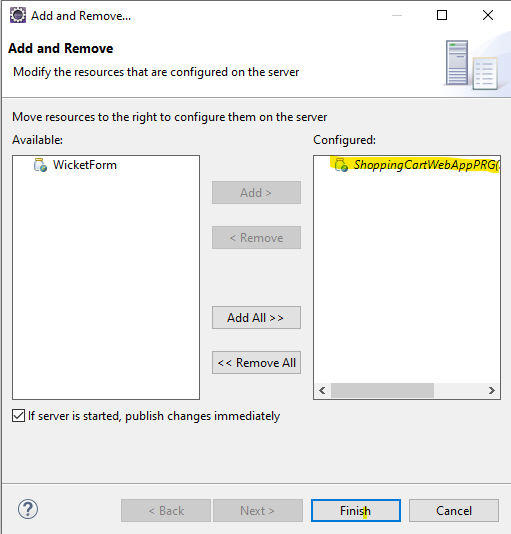 Add and Remove...
Add and Remove
Modify the resources that are configured on the server
Move resources to the right to configure them on the server
Available:
Configured:
WicketForm
ShoppingCartWebAppPRG(
Add >
< Remove
Add All >>
<< Remove All
< >
If server is started, publish changes immediately
? < Back Next > Finish Cancel